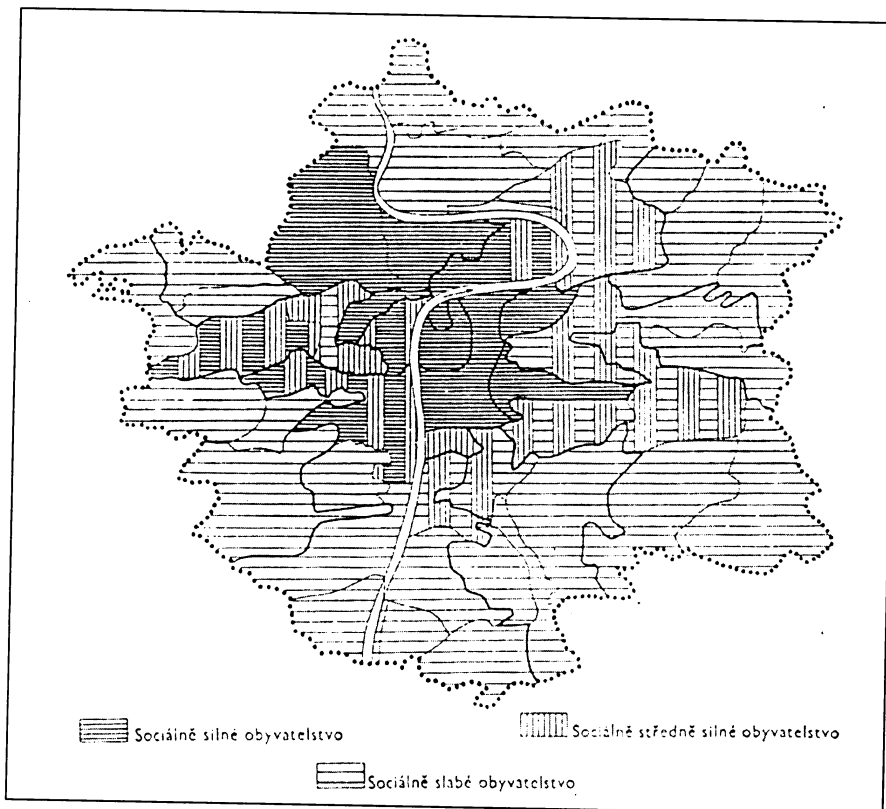 Sociálně silné obyvatelstvo
Sociálně středně silné obyvatelstvo
Sociálně slabé obyvatelstvo